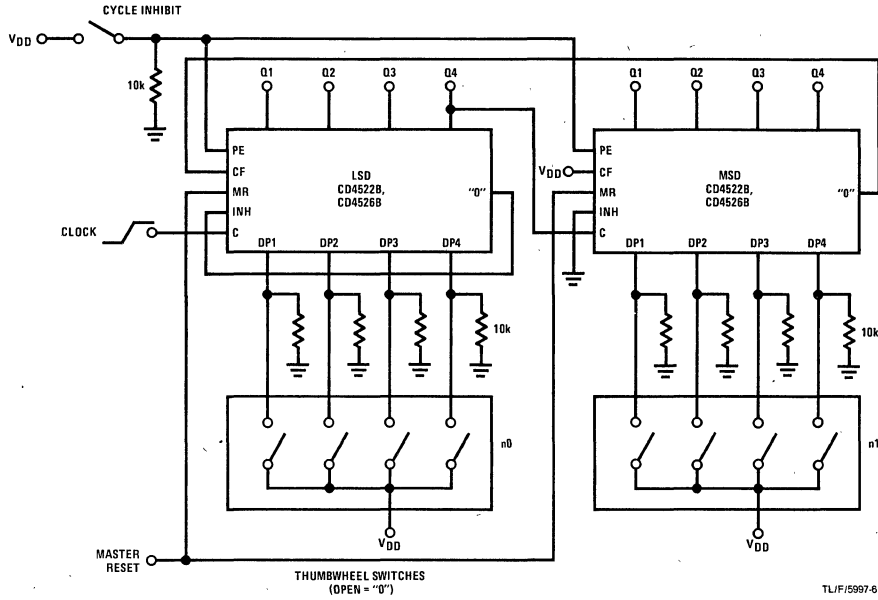 CYCLE INHIBIT
VDD
10k
Q1 Q2 Q3 Q4
Q1 Q2 Q3 Q4
PE
CF
MR
INH
C
LSD
CD4522B,
CD4526B
"0"
DP1 DP2 DP3 DP4
CLOCK
VDD
PE
CF
MR
INH
C
MSD
CD4522B,
CD4526B
"0"
DP1 DP2 DP3 DP4
10k
10k
n0
n1
VDD
VDD
MASTER
RESET
THUMBWHEEL SWITCHES
(OPEN = "0")
TL/F/5997-6